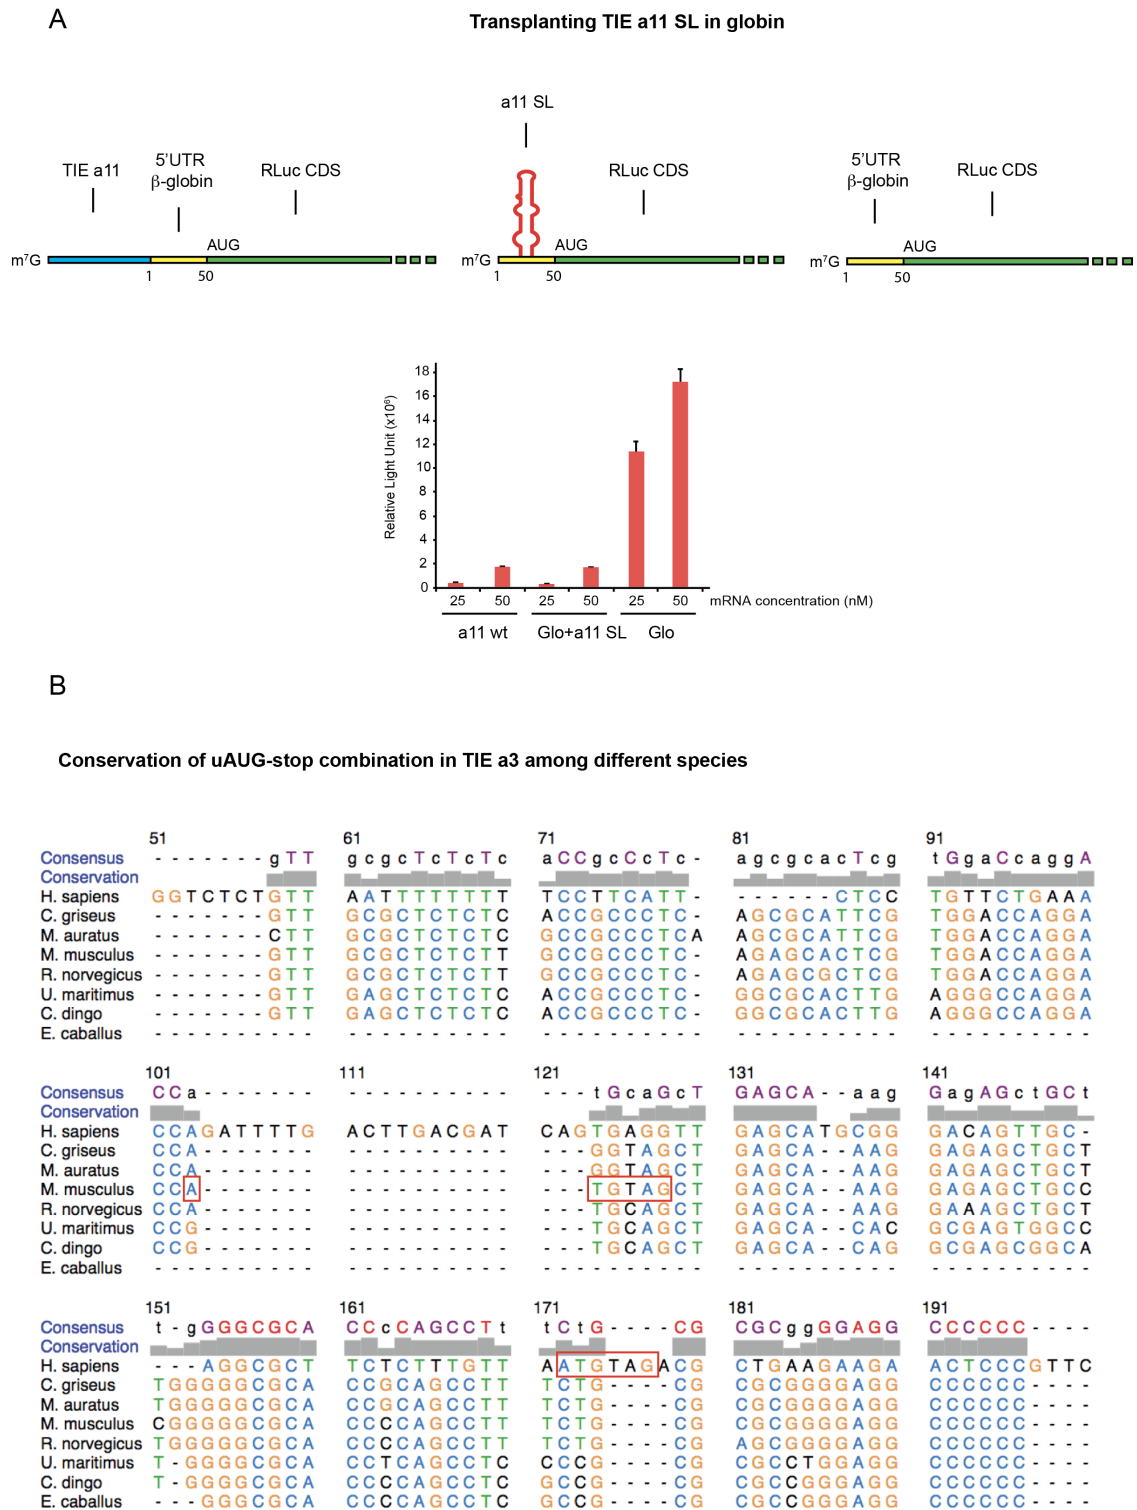 A
Transplanting TIE a11 SL in globin
a11 SL
TIE a11
5'UTR
β-globin
RLuc CDS
RLuc CDS
5'UTR
β-globin
RLuc CDS
AUG
AUG
AUG
m⁷G
m⁷G
m⁷G
1 50
1 50
1 50
Relative Light Unit (x10⁶)
18
16
14
12
10
8
6
4
2
0
25 50 25 50 25 50 mRNA concentration (nM)
a11 wt Glo+a11 SL Glo
B
Conservation of uAUG-stop combination in TIE a3 among different species
51 61 71 81 91
Consensus - - - - - - - g T T g c g c T c T c T c a C C g c C c T c - a g c g c a c T c g t G g a C c a g g A
Conservation
H. sapiens G G T C T C T G T T A A T T T T T T T T T C C T T C A T T - - - - - - - C T C C T G T T C T G A A A
C. griseus - - - - - - - G T T G C G C T C T C T C A C C G C C C T C - A G C G C A T T C G T G G A C C A G G A
M. auratus - - - - - - - C T T G C G C T C T C T C G C C G C C C T C A A G C G C A T T C G T G G A C C A G G A
M. musculus - - - - - - - G T T G C G C T C T C T T G C C G C C C T C - A G A G C A C T C G T G G A C C A G G A
R. norvegicus - - - - - - - G T T G C G C T C T C T T G C C G C C C T C - A G A G C G C T C G T G G A C C A G G A
U. maritimus - - - - - - - G T T G A G C T C T C T C A C C G C C C T C - G G C G C A C T T G A G G G C C A G G A
C. dingo - - - - - - - G T T G A G C T C T C T C A C C G C C C T C - G G C G C A C T T G A G G G C C A G G A
E. caballus - - - - - - - - - - - - - - - - - - - - - - - - - - - - - - - - - - - - - - - - - - - - - - - - - -
101 111 121 131 141
Consensus C C a - - - - - - - - - - - - - - - - - - - - t G c a G c T G A G C A - - a a g G a g A G c t G C t
Conservation
H. sapiens C C A G A T T T T G A C T T G A C G A T C A G T G A G G T T G A G C A T G C G G G A C A G T T G C -
C. griseus C C A - - - - - - - - - - - - - - - - - - - - G G T A G C T G A G C A - - A A G G A G A G C T G C T
M. auratus C C A - - - - - - - - - - - - - - - - - - - - G G T A G C T G A G C A - - A A G G A G A G C T G C T
M. musculus C C A - - - - - - - - - - - - - - - - - - - - T G T A G C T G A G C A - - A A G G A G A G C T G C C
R. norvegicus C C A - - - - - - - - - - - - - - - - - - - - T G C A G C T G A G C A - - A A G G A A A G C T G C T
U. maritimus C C G - - - - - - - - - - - - - - - - - - - - T G C A G C T G A G C A - - C A C G C G A G T G G C C
C. dingo C C G - - - - - - - - - - - - - - - - - - - - T G C A G C T G A G C A - - C A G G C G A G C G G C A
E. caballus - - - - - - - - - - - - - - - - - - - - - - - - - - - - - - - - - - - - - - - - - - - - - - - - - -
151 161 171 181 191
Consensus t - g G G G C G C A C C c C A G C C T t t C t G - - - - C G C G C g g G G A G G C C C C C C - - - -
Conservation
H. sapiens - - - A G G C G C T T C T C T T T G T T A A T G T A G A C G C T G A A G A A G A A C T C C C G T T C
C. griseus T G G G G G C G C A C C G C A G C C T T T C T G - - - - C G C G C G G G G A G G C C C C C C - - - -
M. auratus T G G G G G C G C A C C G C A G C C T T T C T G - - - - C G C G C G G G G A G G C C C C C C - - - -
M. musculus C G G G G G C G C A C C C C A G C C T T T C T G - - - - C G C G C G G G G A G G C C C C C C - - - -
R. norvegicus T G G G G G C G C A C C C C A G C C T T T C T G - - - - C G A G C G G G G A G G C C C C C C - - - -
U. maritimus T - G G G G C G C A C C T C A G C C T C C C C G - - - - C G C G C C T G G A G G C C C C C C - - - -
C. dingo T - G G G G C G C A C C C C A G C C T C G C C G - - - - C G C G C C G G G A G G C C C C C C - - - -
E. caballus - - - G G G C G C A C C C C A G C C T C G C C G - - - - C G C G C G G G G A G G C C C C C C - - - -